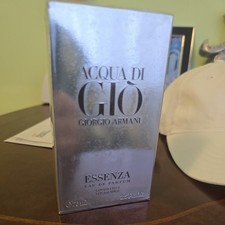 ACQUA DI
GIÒ
GIORGIO ARMANI
ESSENZA
EAU DE PARFUM